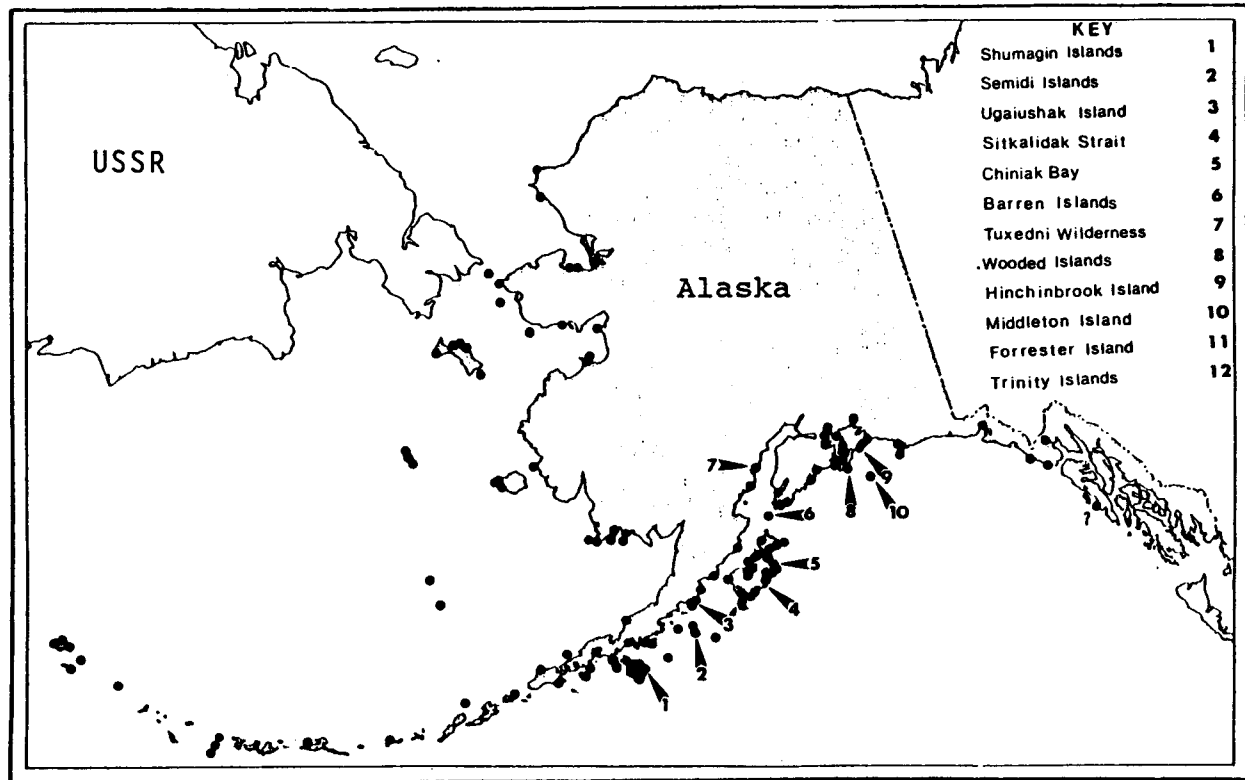 KEY
Shumagin Islands 1
Semidi Islands 2
Ugaiushak Island 3
Sitkalidak Strait 4
Chiniak Bay 5
Barren Islands 6
Tuxedni Wilderness 7
.Wooded Islands 8
Hinchinbrook Island 9
Middleton Island 10
Forrester Island 11
Trinity Islands 12
USSR
Alaska
7
9
8
10
6
?
5
4
3
2
1